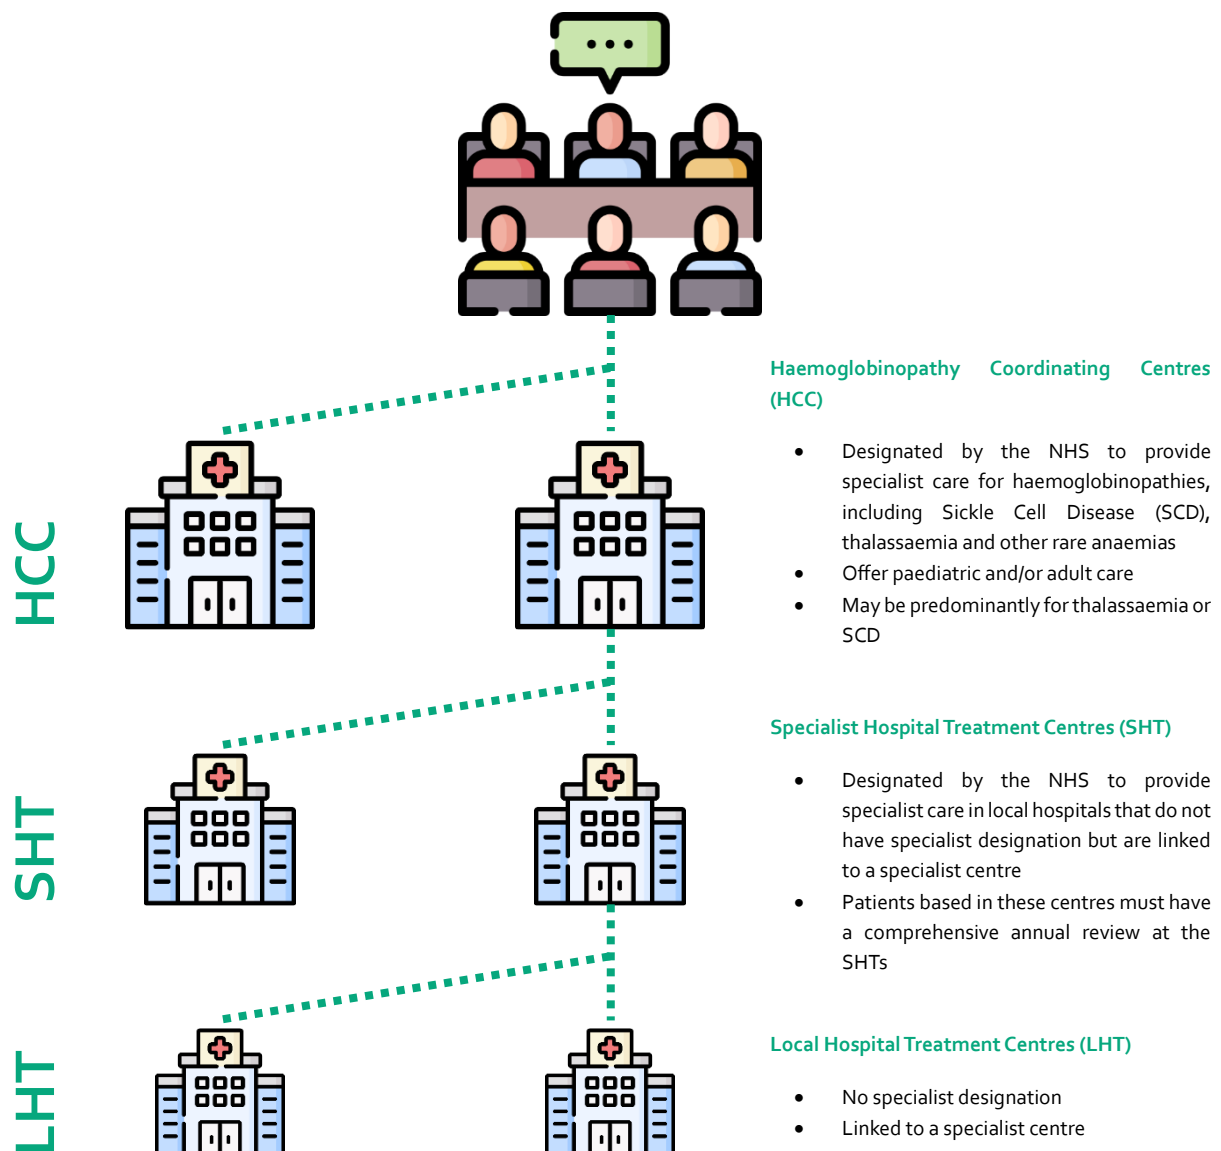 Haemoglobinopathy Coordinating Centres
(HCC)
• Designated by the NHS to provide
specialist care for haemoglobinopathies,
including Sickle Cell Disease (SCD),
thalassaemia and other rare anaemias
• Offer paediatric and/or adult care
• May be predominantly for thalassaemia or
SCD
HCC
Specialist Hospital Treatment Centres (SHT)
• Designated by the NHS to provide
specialist care in local hospitals that do not
have specialist designation but are linked
to a specialist centre
• Patients based in these centres must have
a comprehensive annual review at the
SHTs
SHT
Local Hospital Treatment Centres (LHT)
• No specialist designation
• Linked to a specialist centre
LHT